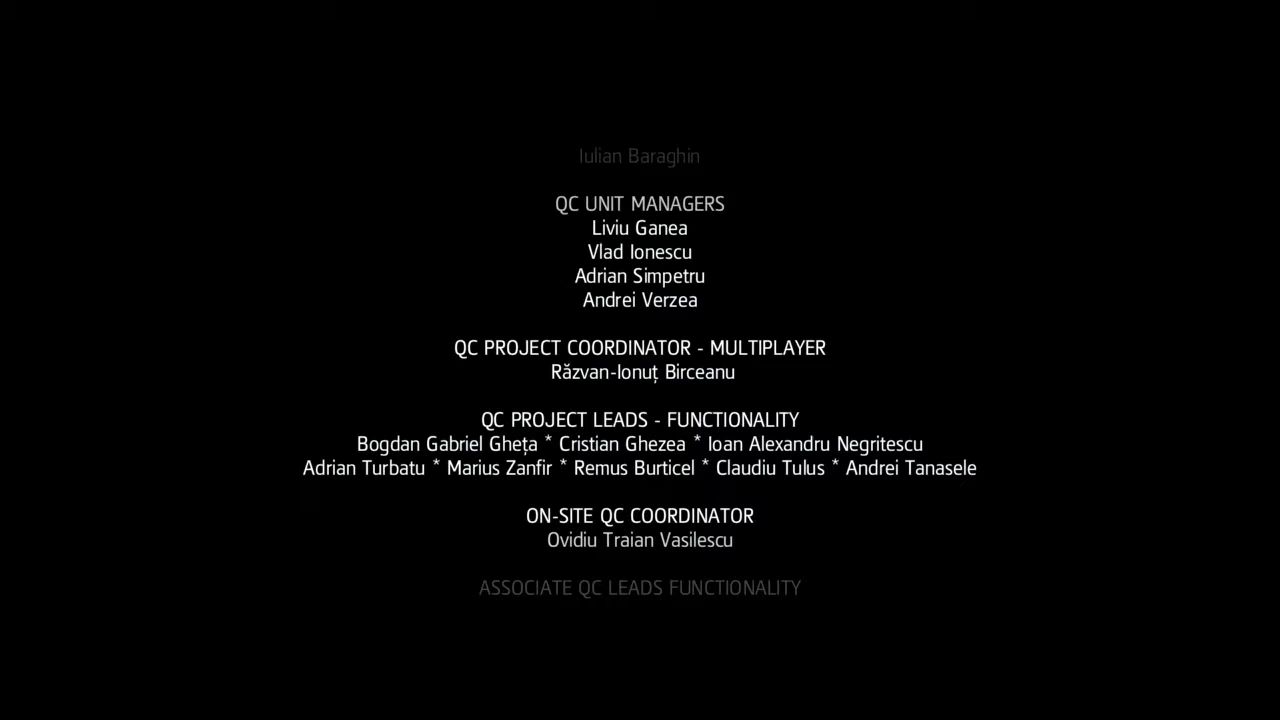 Iulian Baraghin
QC UNIT MANAGERS
Liviu Ganea
Vlad Ionescu
Adrian Simpetru
Andrei Verzea
QC PROJECT COORDINATOR - MULTIPLAYER
Răzvan-Ionuț Birceanu
QC PROJECT LEADS - FUNCTIONALITY
Bogdan Gabriel Gheța * Cristian Ghezea * Ioan Alexandru Negritescu
Adrian Turbatu * Marius Zanfir * Remus Burticel * Claudiu Tulus * Andrei Tanasele
ON-SITE QC COORDINATOR
Ovidiu Traian Vasilescu
ASSOCIATE QC LEADS FUNCTIONALITY